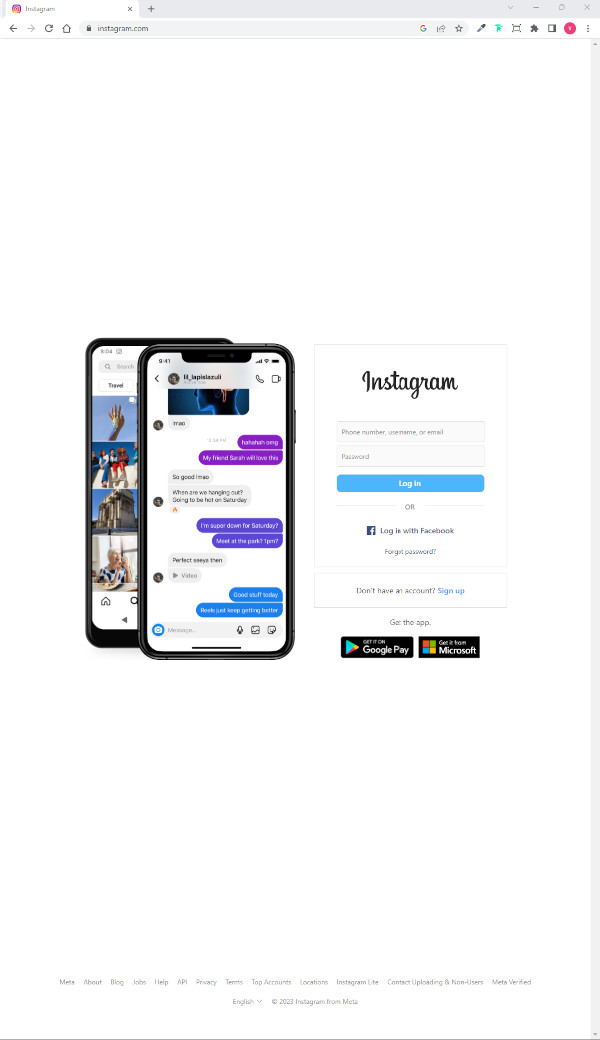 Instagram
instagram.com
9:04
Search
Travel
9:41
lil_lapislazuli
lmao
12:34 PM
hahahah omg
My friend Sarah will love this
So good lmao
When are we hanging out?
Going to be hot on Saturday
I'm super down for Saturday?
Meet at the park? 1pm?
Perfect seeya then
Video
Good stuff today
Reels just keep getting better
Message...
Instagram
Phone number, username, or email
Password
Log in
OR
Log in with Facebook
Forgot password?
Don't have an account? Sign up
Get the app.
GET IT ON
Google Pay
Get it from
Microsoft
Meta About Blog Jobs Help API Privacy Terms Top Accounts Locations Instagram Lite Contact Uploading & Non-Users Meta Verified
English © 2023 Instagram from Meta